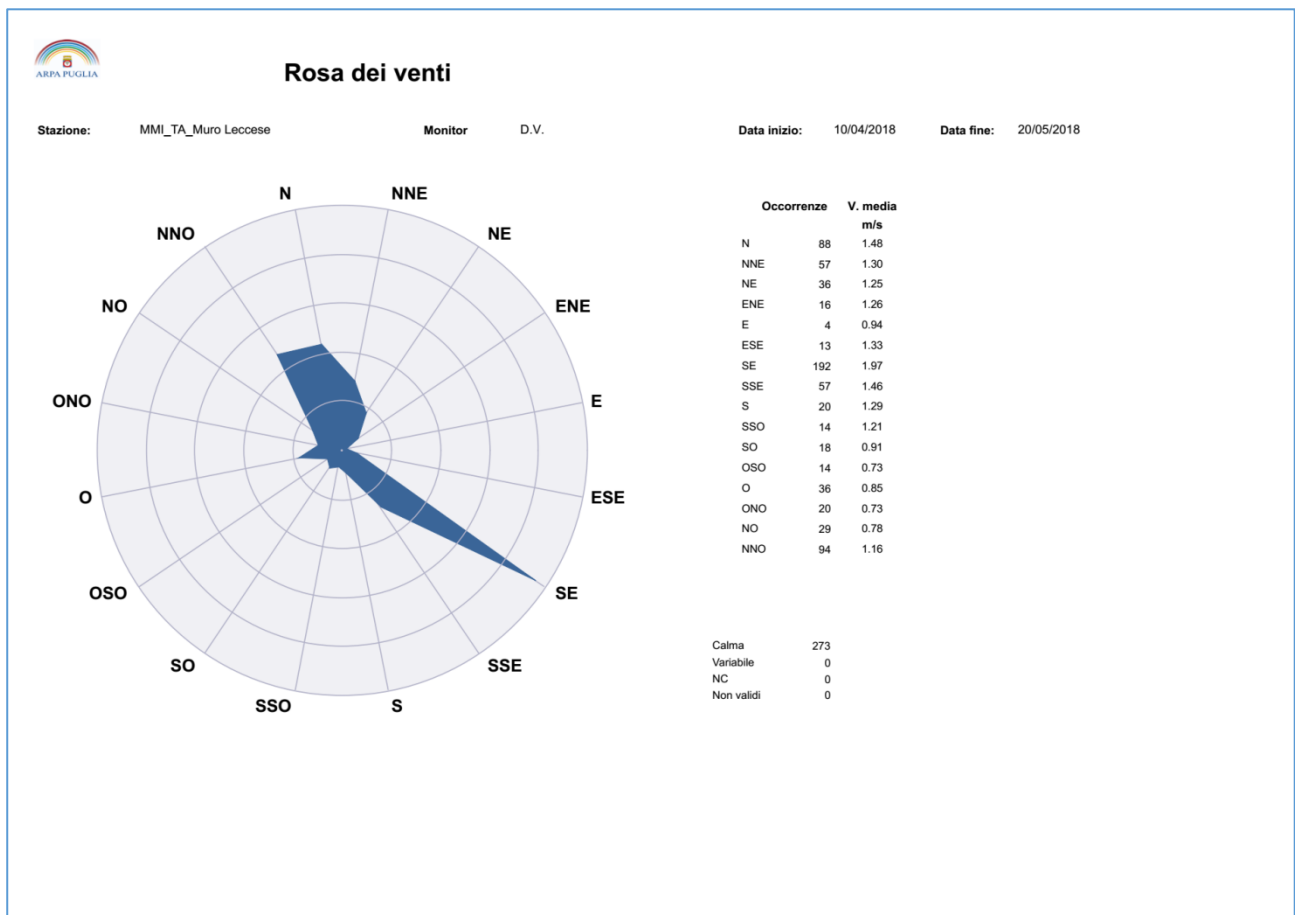 ARPA PUGLIA
Rosa dei venti
Stazione: MMI_TA_Muro Leccese Monitor D.V. Data inizio: 10/04/2018 Data fine: 20/05/2018
N NNE
NNO NE
NO ENE
ONO E
O ESE
OSO SE
SO SSE
SSO S
Occorrenze V. media
m/s
N 88 1.48
NNE 57 1.30
NE 36 1.25
ENE 16 1.26
E 4 0.94
ESE 13 1.33
SE 192 1.97
SSE 57 1.46
S 20 1.29
SSO 14 1.21
SO 18 0.91
OSO 14 0.73
O 36 0.85
ONO 20 0.73
NO 29 0.78
NNO 94 1.16
Calma 273
Variabile 0
NC 0
Non validi 0